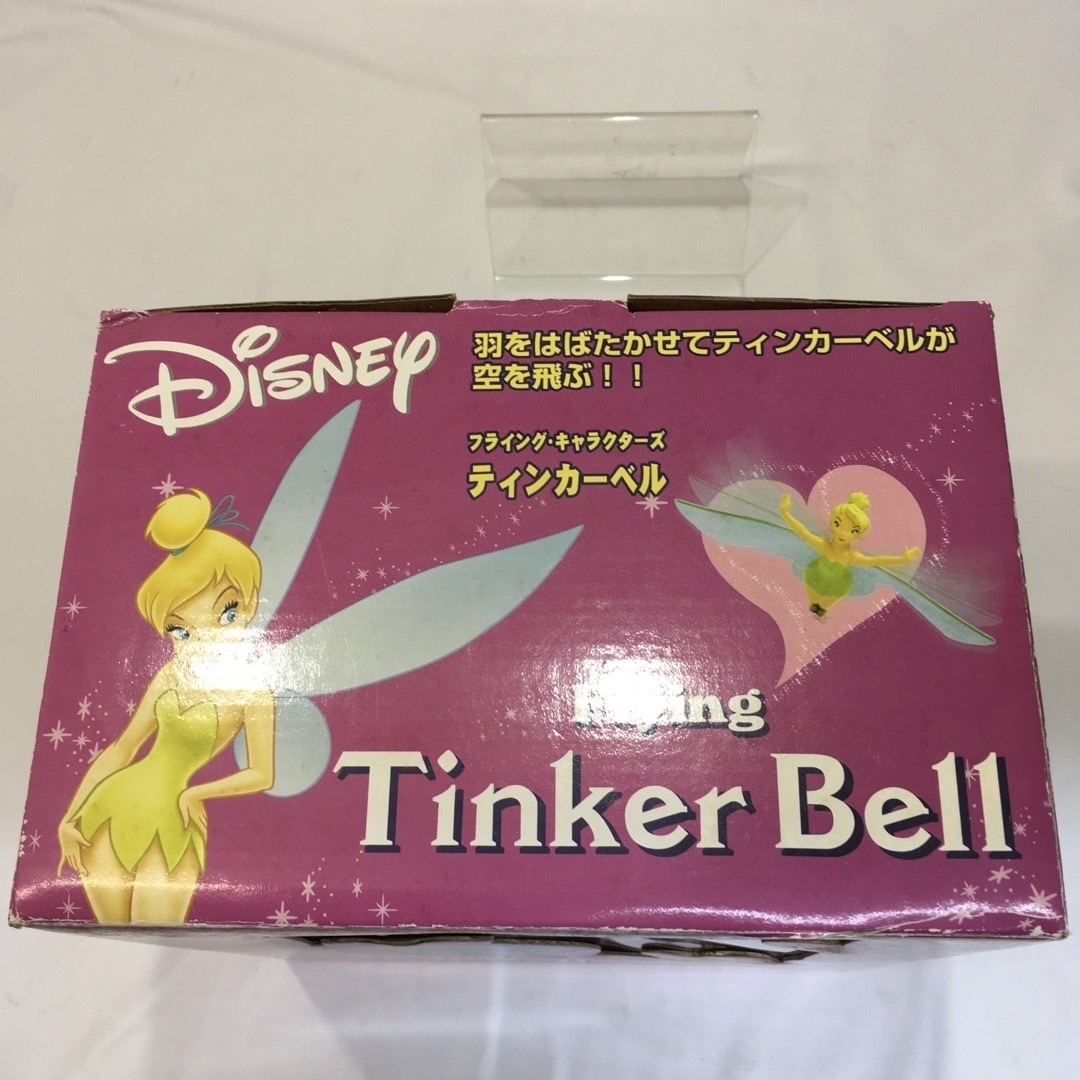 Disney
羽をはばたかせてティンカーベルが
空を飛ぶ！！
フライング・キャラクターズ
ティンカーベル
Flying
Tinker Bell